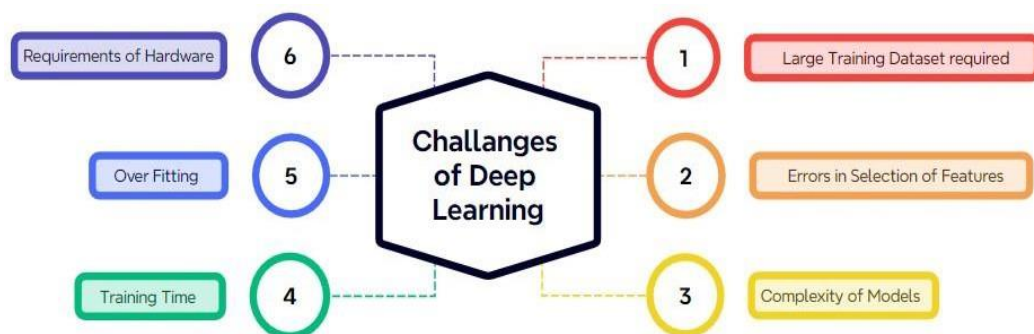 Challanges
of Deep
Learning
1
Large Training Dataset required
2
Errors in Selection of Features
3
Complexity of Models
4
Training Time
5
Over Fitting
6
Requirements of Hardware